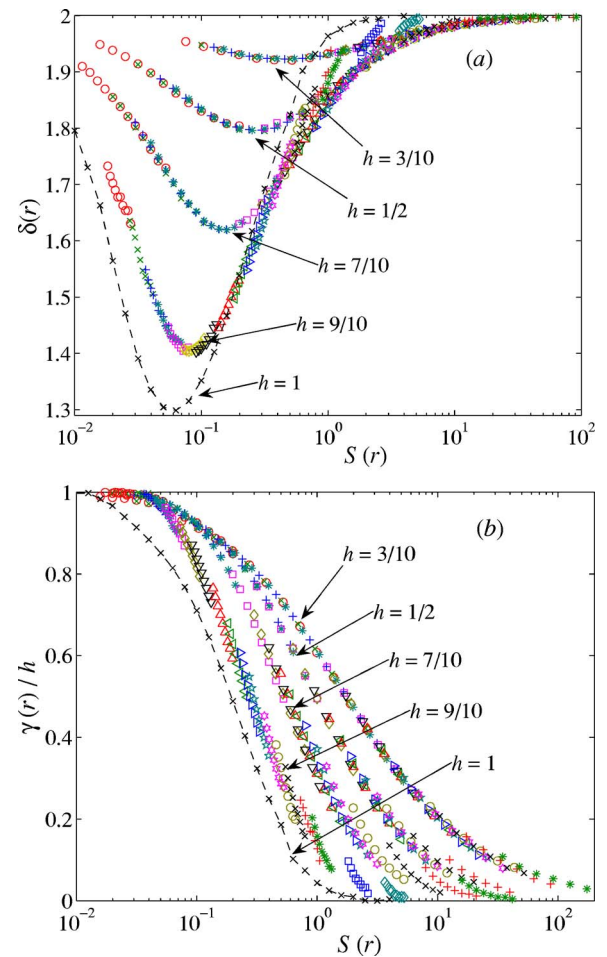 2
1.9
1.8
1.7
1.6
1.5
1.4
1.3
δ(r)
(a)
h = 3/10
h = 1/2
h = 7/10
h = 9/10
h = 1
10⁻² 10⁻¹ 10⁰ 10¹ 10²
S (r)
1
0.8
0.6
0.4
0.2
0
γ (r) / h
(b)
h = 3/10
h = 1/2
h = 7/10
h = 9/10
h = 1
10⁻² 10⁻¹ 10⁰ 10¹ 10²
S (r)